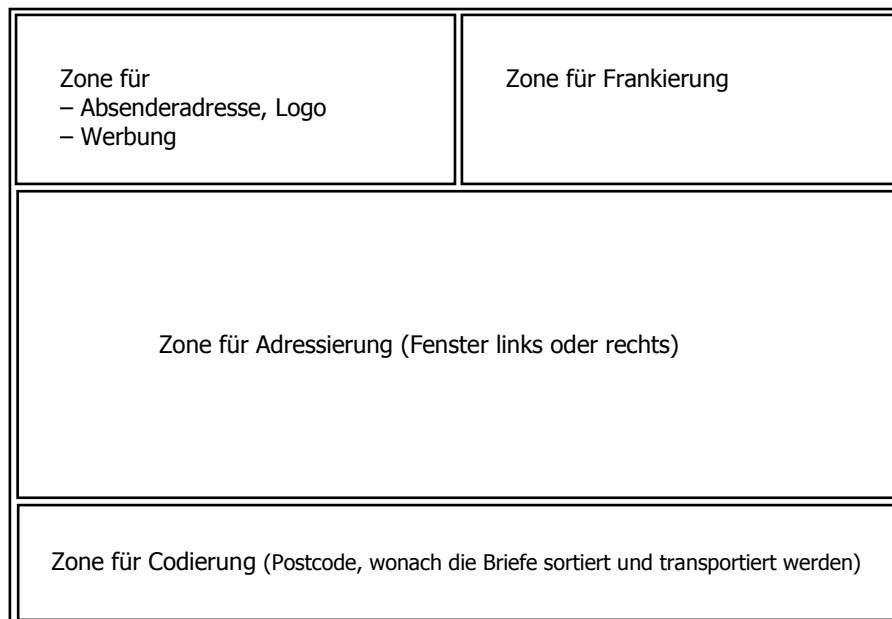 Zone für
– Absenderadresse, Logo
– Werbung
Zone für Frankierung
Zone für Adressierung (Fenster links oder rechts)
Zone für Codierung (Postcode, wonach die Briefe sortiert und transportiert werden)